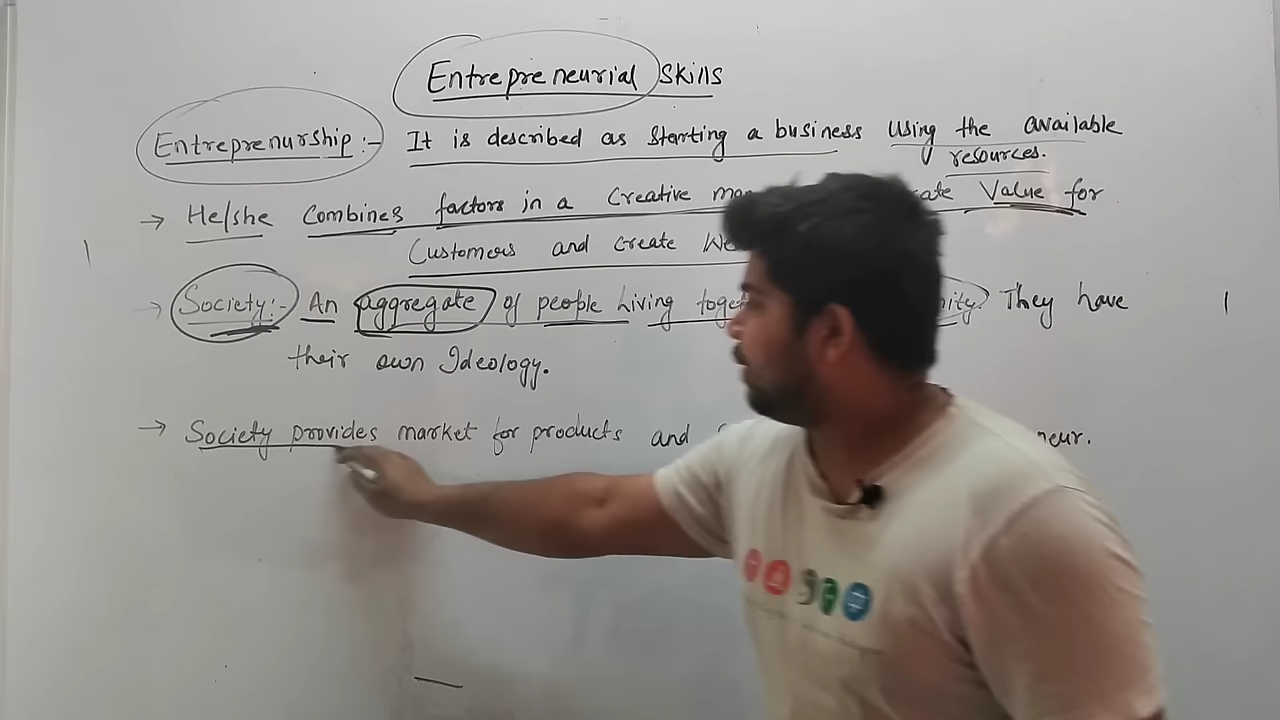 Entrepreneurial Skills
Entreprenurship:- It is described as starting a business using the available
resources.
→ He/she combines factors in a creative value for
Customers and create
→ Society:- An aggregate of people living They have
their own Ideology.
→ Society provides market for products and